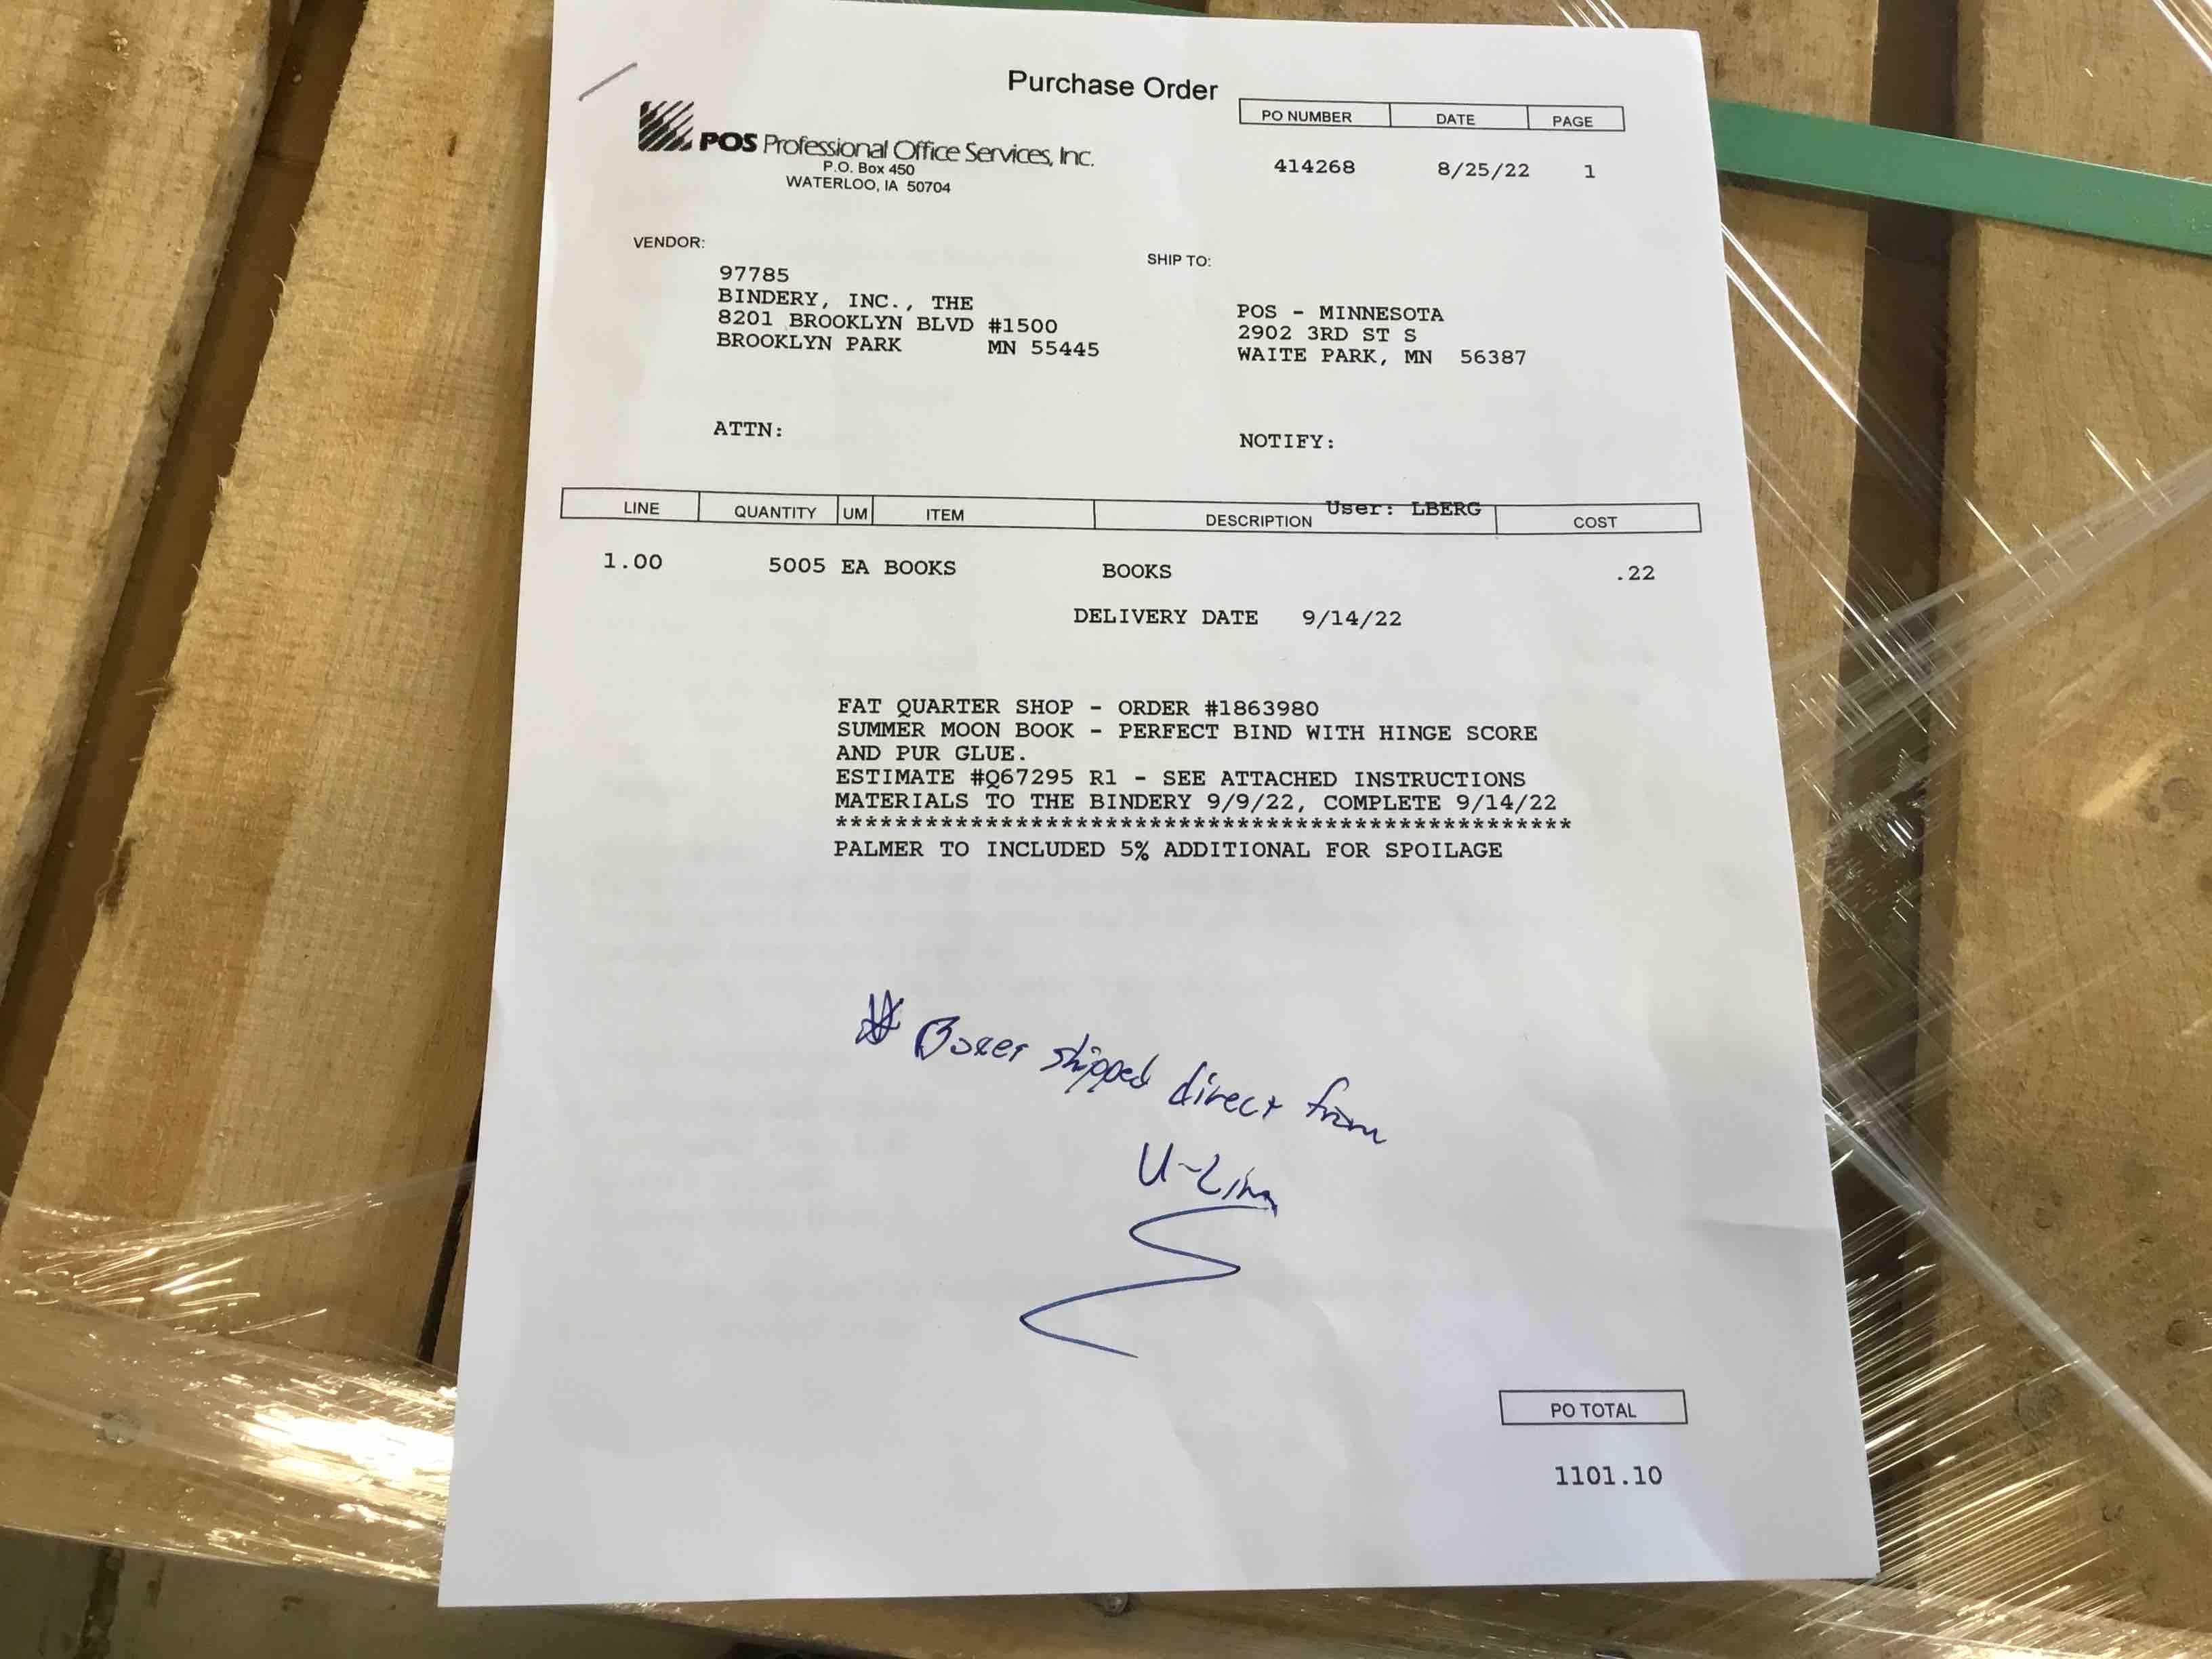 Purchase Order
PO NUMBER DATE PAGE
POS Professional Office Services, Inc.
P.O. Box 450
WATERLOO, IA 50704
414268 8/25/22 1
VENDOR:
SHIP TO:
97785
BINDERY, INC., THE
8201 BROOKLYN BLVD #1500
BROOKLYN PARK MN 55445
POS - MINNESOTA
2902 3RD ST S
WAITE PARK, MN 56387
ATTN:
NOTIFY:
User: LBERG
LINE QUANTITY UM ITEM DESCRIPTION COST
1.00 5005 EA BOOKS BOOKS .22
DELIVERY DATE 9/14/22
FAT QUARTER SHOP - ORDER #1863980
SUMMER MOON BOOK - PERFECT BIND WITH HINGE SCORE
AND PUR GLUE.
ESTIMATE #Q67295 R1 - SEE ATTACHED INSTRUCTIONS
MATERIALS TO THE BINDERY 9/9/22, COMPLETE 9/14/22
*************************************************
PALMER TO INCLUDED 5% ADDITIONAL FOR SPOILAGE
* Boxes shipped direct from
U-Line
PO TOTAL
1101.10